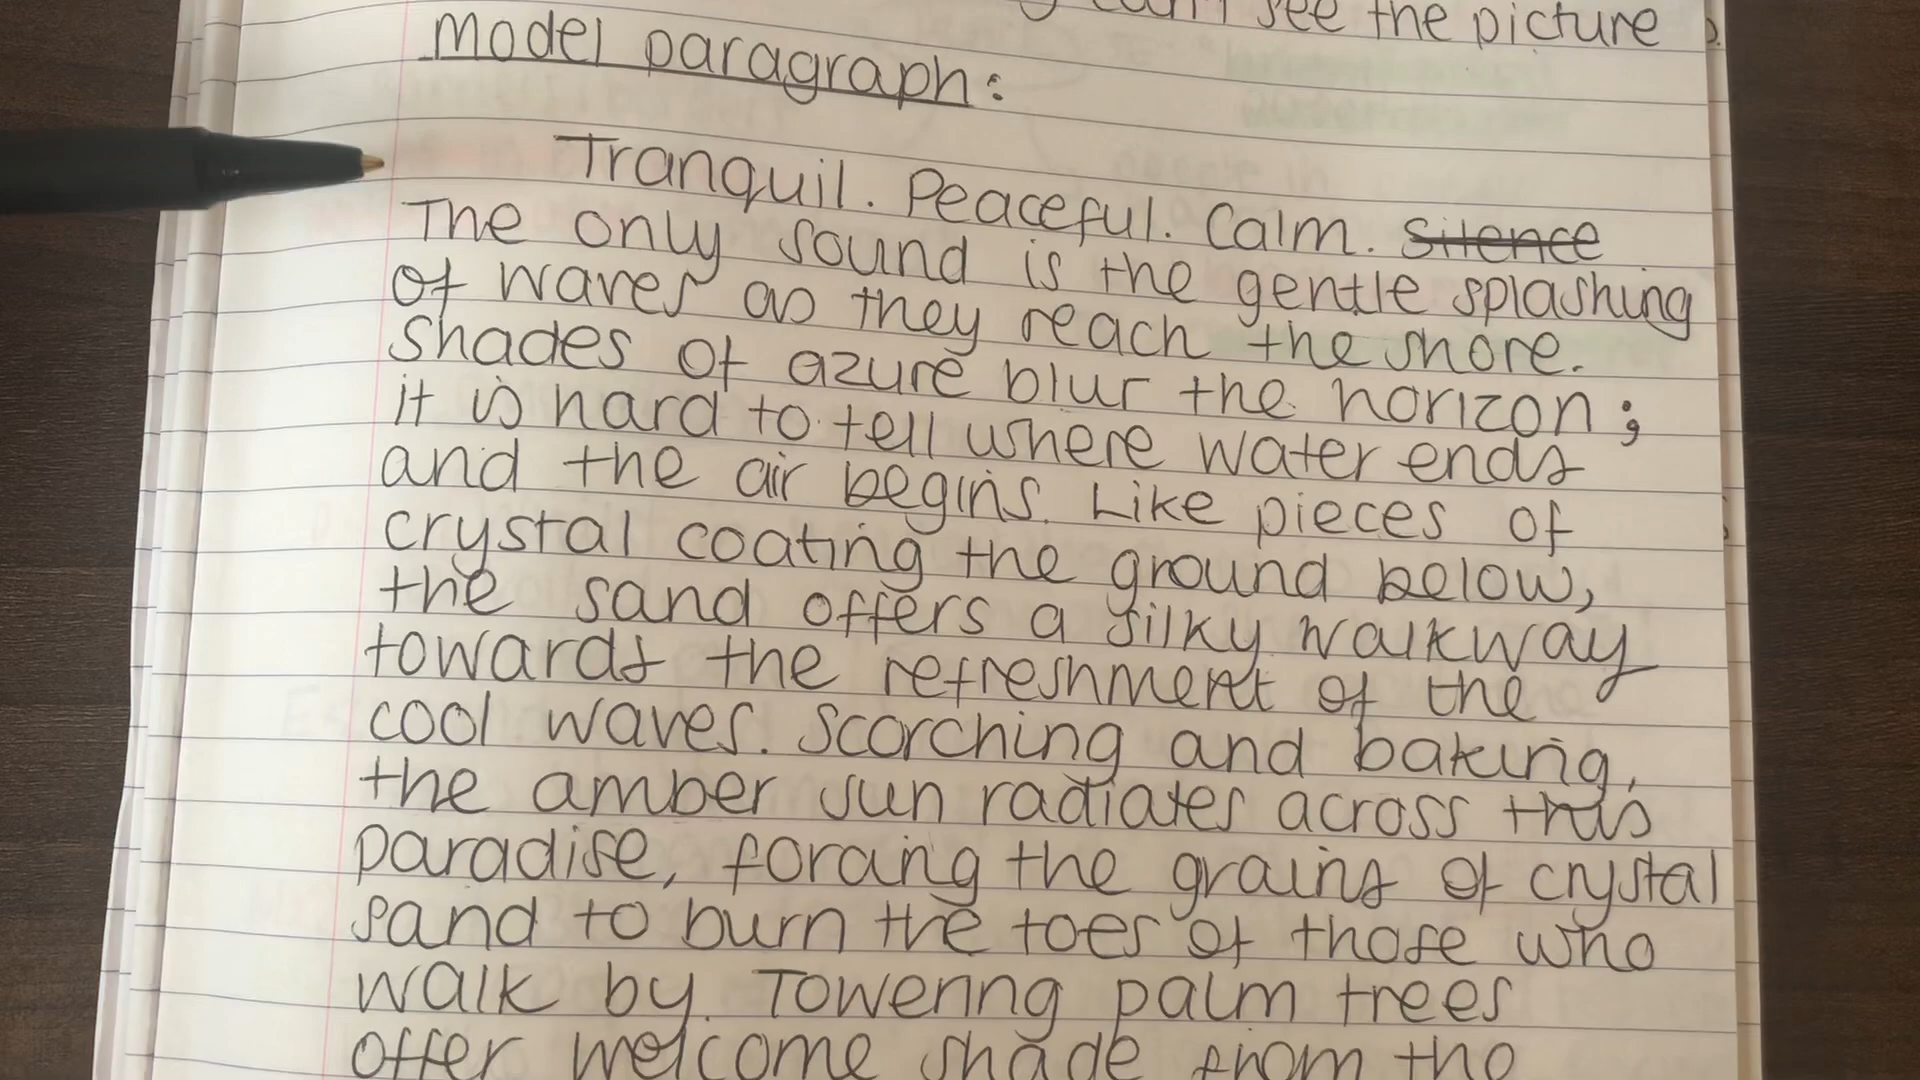 see the picture
Model paragraph:
Tranquil. Peaceful. Calm. Silence
The only sound is the gentle splashing
of waves as they reach the shore.
Shades of azure blur the horizon;
it is hard to tell where water ends
and the air begins. Like pieces of
crystal coating the ground below,
the sand offers a silky walkway
towards the refreshment of the
cool waves. Scorching and baking,
the amber sun radiates across this
paradise, forcing the grains of crystal
sand to burn the toes of those who
walk by. Towering palm trees
offer welcome shade from the